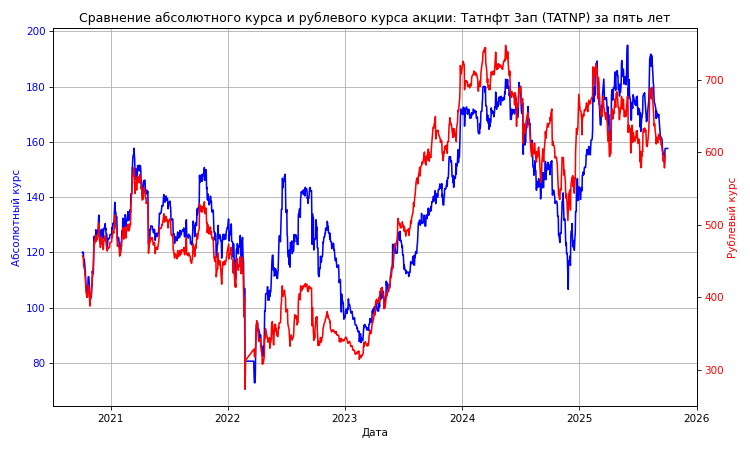 Сравнение абсолютного курса и рублевого курса акции: Татнфт 3ап (TATNP) за пять лет
200
180
160
140
120
100
80
Абсолютный курс
700
600
500
400
300
Рублевый курс
2021 2022 2023 2024 2025 2026
Дата